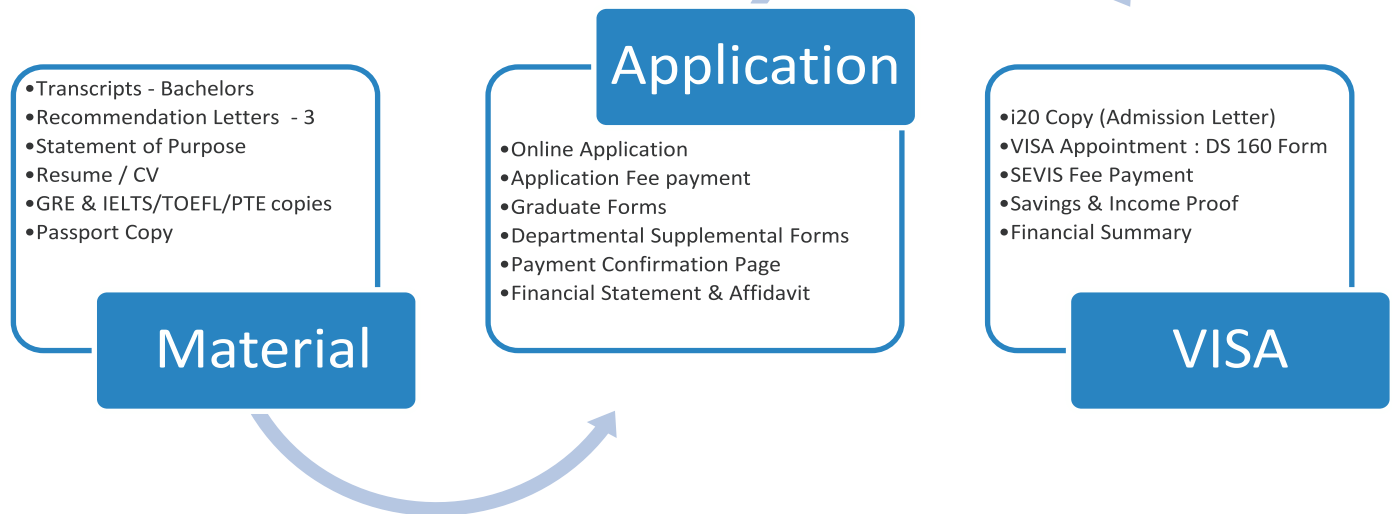 •Transcripts - Bachelors
•Recommendation Letters - 3
•Statement of Purpose
•Resume / CV
•GRE & IELTS/TOEFL/PTE copies
•Passport Copy
Material
Application
•Online Application
•Application Fee payment
•Graduate Forms
•Departmental Supplemental Forms
•Payment Confirmation Page
•Financial Statement & Affidavit
•i20 Copy (Admission Letter)
•VISA Appointment : DS 160 Form
•SEVIS Fee Payment
•Savings & Income Proof
•Financial Summary
VISA